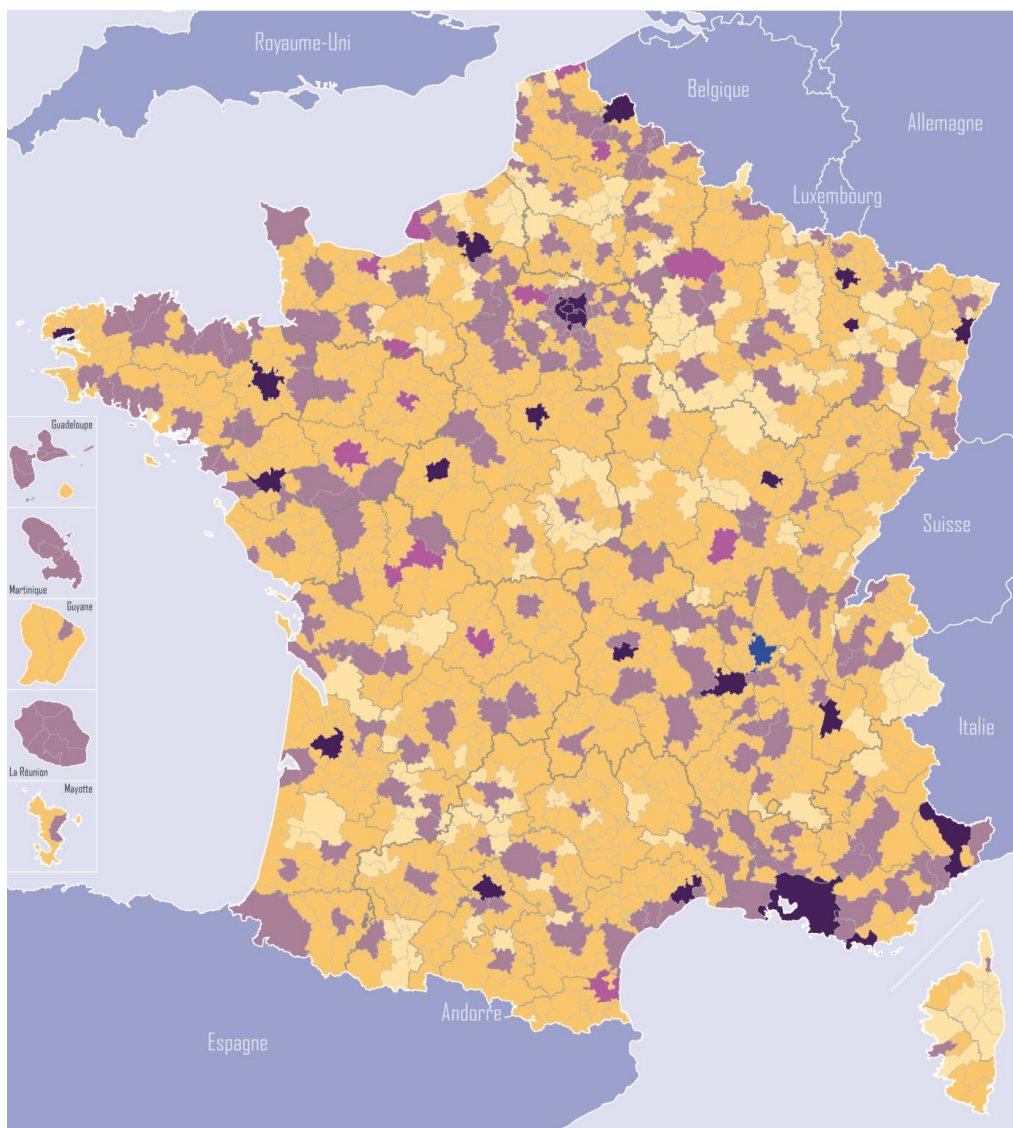 Royaume-Uni
Belgique
Allemagne
Luxembourg
Guadeloupe
Martinique
Suisse
Guyane
Italie
La Réunion
Mayotte
Andorre
Espagne